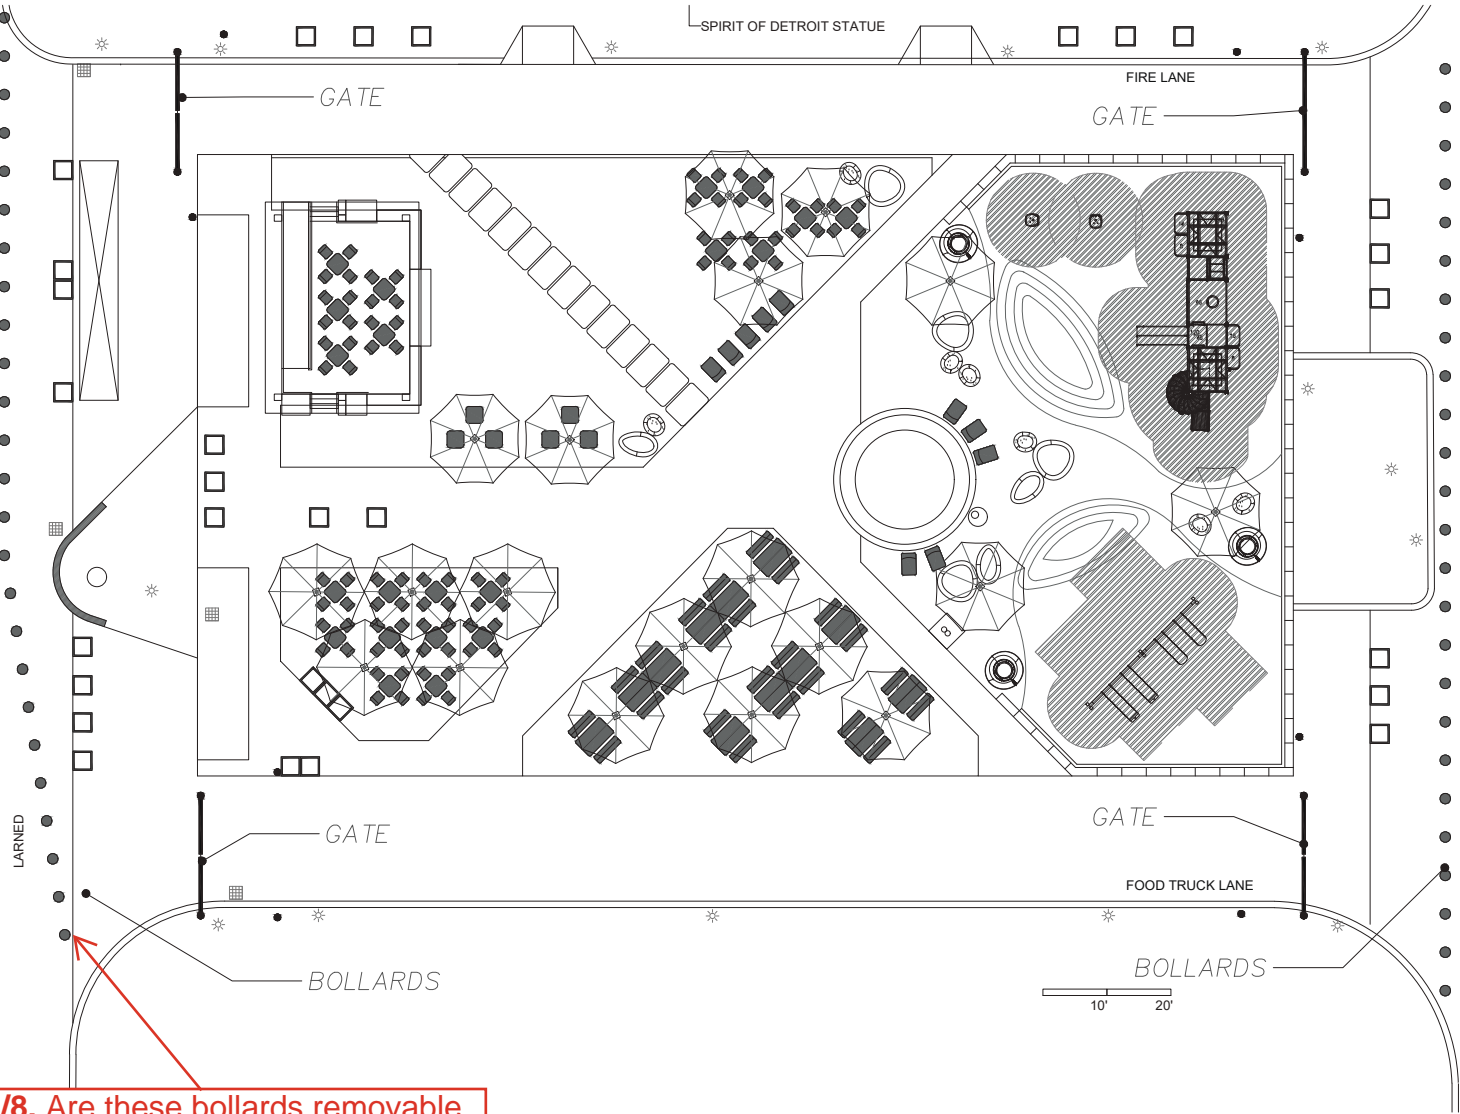 SPIRIT OF DETROIT STATUE
FIRE LANE
GATE
GATE
GATE
GATE
LARNED
FOOD TRUCK LANE
BOLLARDS
BOLLARDS
10' 20'
/8. Are these bollards removable